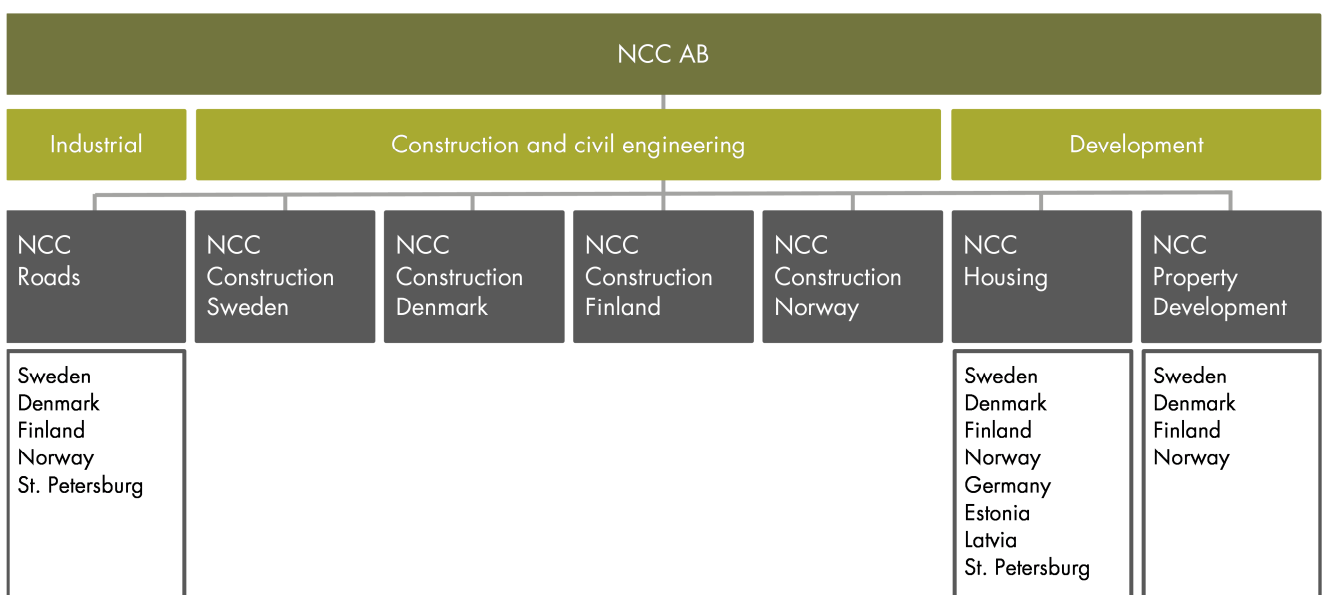 NCC AB
Industrial
Construction and civil engineering
Development
NCC
Roads
NCC
Construction
Sweden
NCC
Construction
Denmark
NCC
Construction
Finland
NCC
Construction
Norway
NCC
Housing
NCC
Property
Development
Sweden
Denmark
Finland
Norway
St. Petersburg
Sweden
Denmark
Finland
Norway
Germany
Estonia
Latvia
St. Petersburg
Sweden
Denmark
Finland
Norway